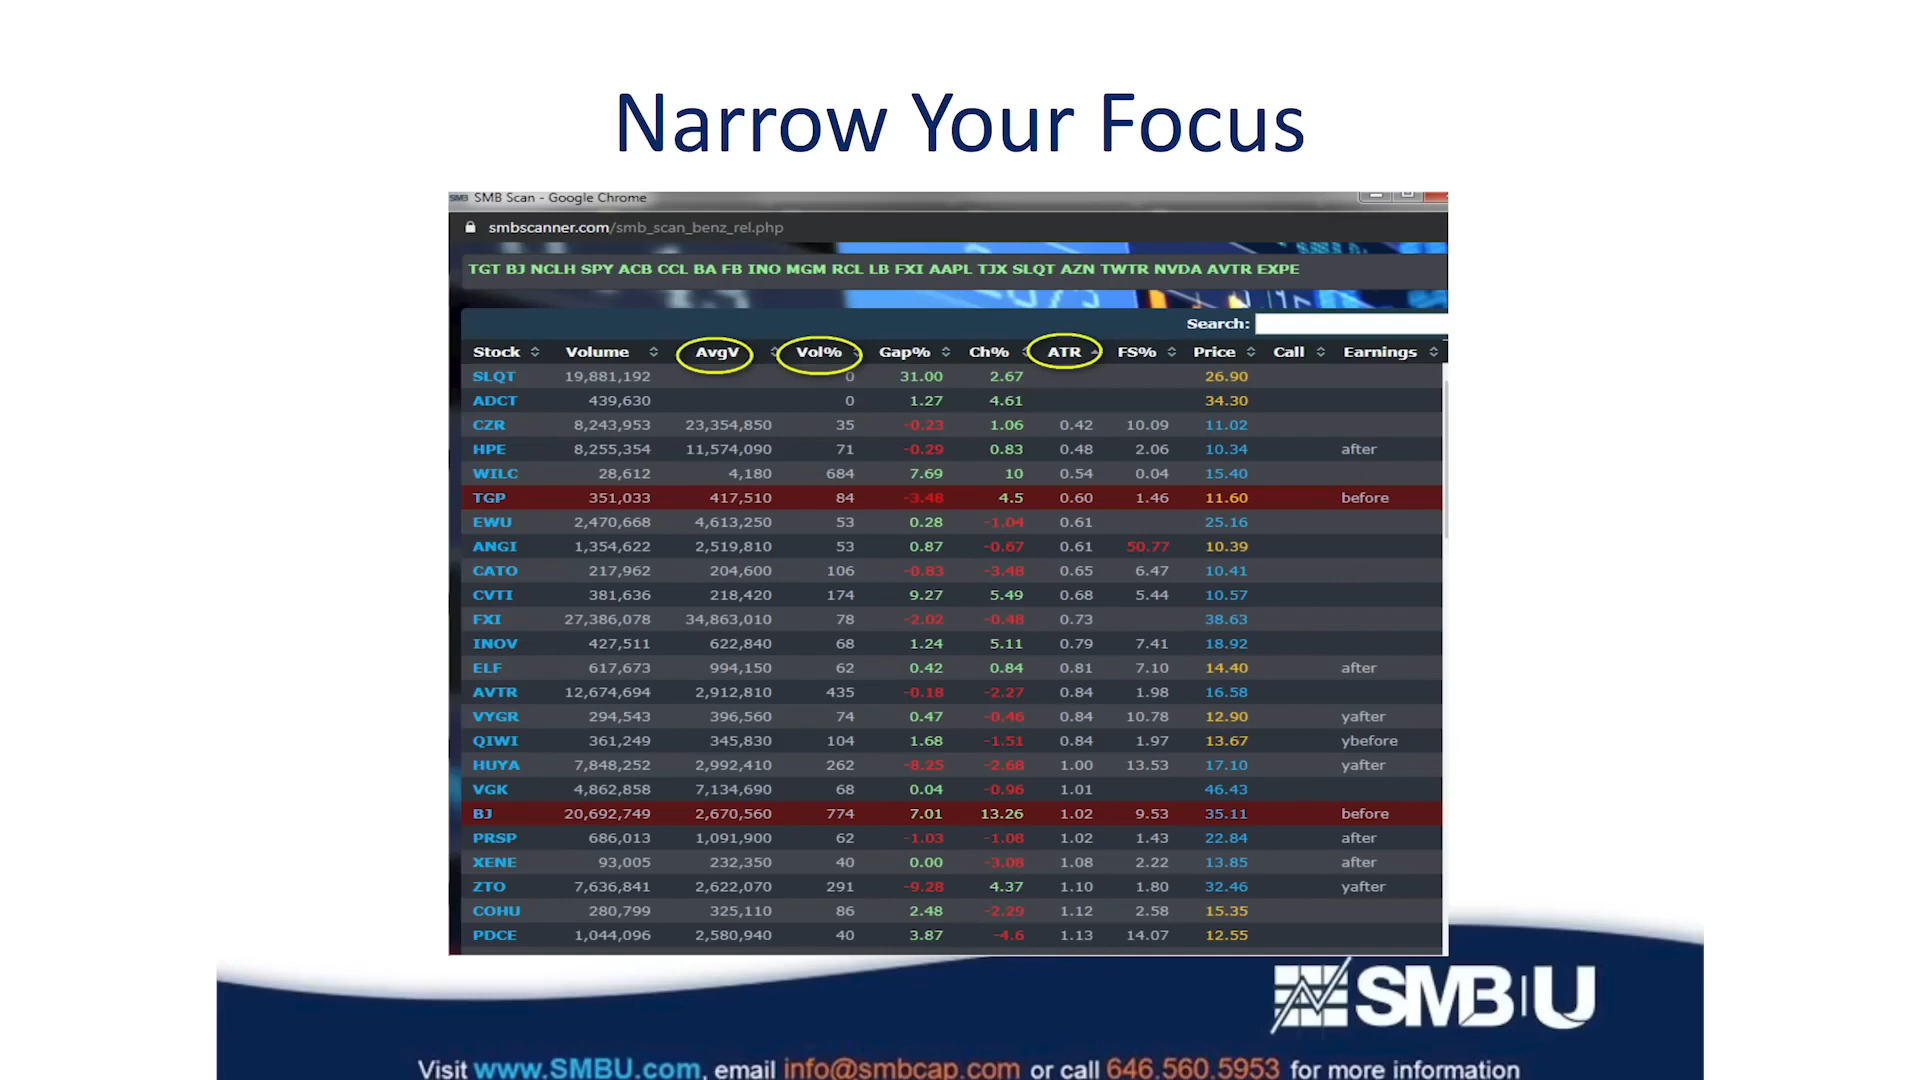 Narrow Your Focus
SMB SMB Scan - Google Chrome
smbscanner.com/smb_scan_benz_rel.php
TGT BJ NCLH SPY ACB CCL BA FB INO MGM RCL LB FXI AAPL TJX SLQT AZN TWTR NVDA AVTR EXPE
Search:
Stock Volume AvgV Vol% Gap% Ch% ATR FS% Price Call Earnings
SLQT 19,881,192 0 31.00 2.67 26.90
ADCT 439,630 0 1.27 4.61 34.30
CZR 8,243,953 23,354,850 35 -0.23 1.06 0.42 10.09 11.02
HPE 8,255,354 11,574,090 71 -0.29 0.83 0.48 2.06 10.34 after
WILC 28,612 4,180 684 7.69 10 0.54 0.04 15.40
TGP 351,033 417,510 84 -3.48 4.5 0.60 1.46 11.60 before
EWU 2,470,668 4,613,250 53 0.28 -1.04 0.61 25.16
ANGI 1,354,622 2,519,810 53 0.87 -0.67 0.61 50.77 10.39
CATO 217,962 204,600 106 -0.83 -3.48 0.65 6.47 10.41
CVTI 381,636 218,420 174 9.27 5.49 0.68 5.44 10.57
FXI 27,386,078 34,863,010 78 -2.02 -0.48 0.73 38.63
INOV 427,511 622,840 68 1.24 5.11 0.79 7.41 18.92
ELF 617,673 994,150 62 0.42 0.84 0.81 7.10 14.40 after
AVTR 12,674,694 2,912,810 435 -0.18 -2.27 0.84 1.98 16.58
VYGR 294,543 396,560 74 0.47 -0.46 0.84 10.78 12.90 yafter
QIWI 361,249 345,830 104 1.68 -1.51 0.84 1.97 13.67 ybefore
HUYA 7,848,252 2,992,410 262 -8.25 -2.68 1.00 13.53 17.10 yafter
VGK 4,862,858 7,134,690 68 0.04 -0.96 1.01 46.43
BJ 20,692,749 2,670,560 774 7.01 13.26 1.02 9.53 35.11 before
PRSP 686,013 1,091,900 62 -1.03 -1.08 1.02 1.43 22.84 after
XENE 93,005 232,350 40 0.00 -3.08 1.08 2.22 13.85 after
ZTO 7,636,841 2,622,070 291 -9.28 4.37 1.10 1.80 32.46 yafter
COHU 280,799 325,110 86 2.48 -2.29 1.12 2.58 15.35
PDCE 1,044,096 2,580,940 40 3.87 -4.6 1.13 14.07 12.55
SMB U
Visit www.SMBU.com, email info@smbcap.com or call 646.560.5953 for more information